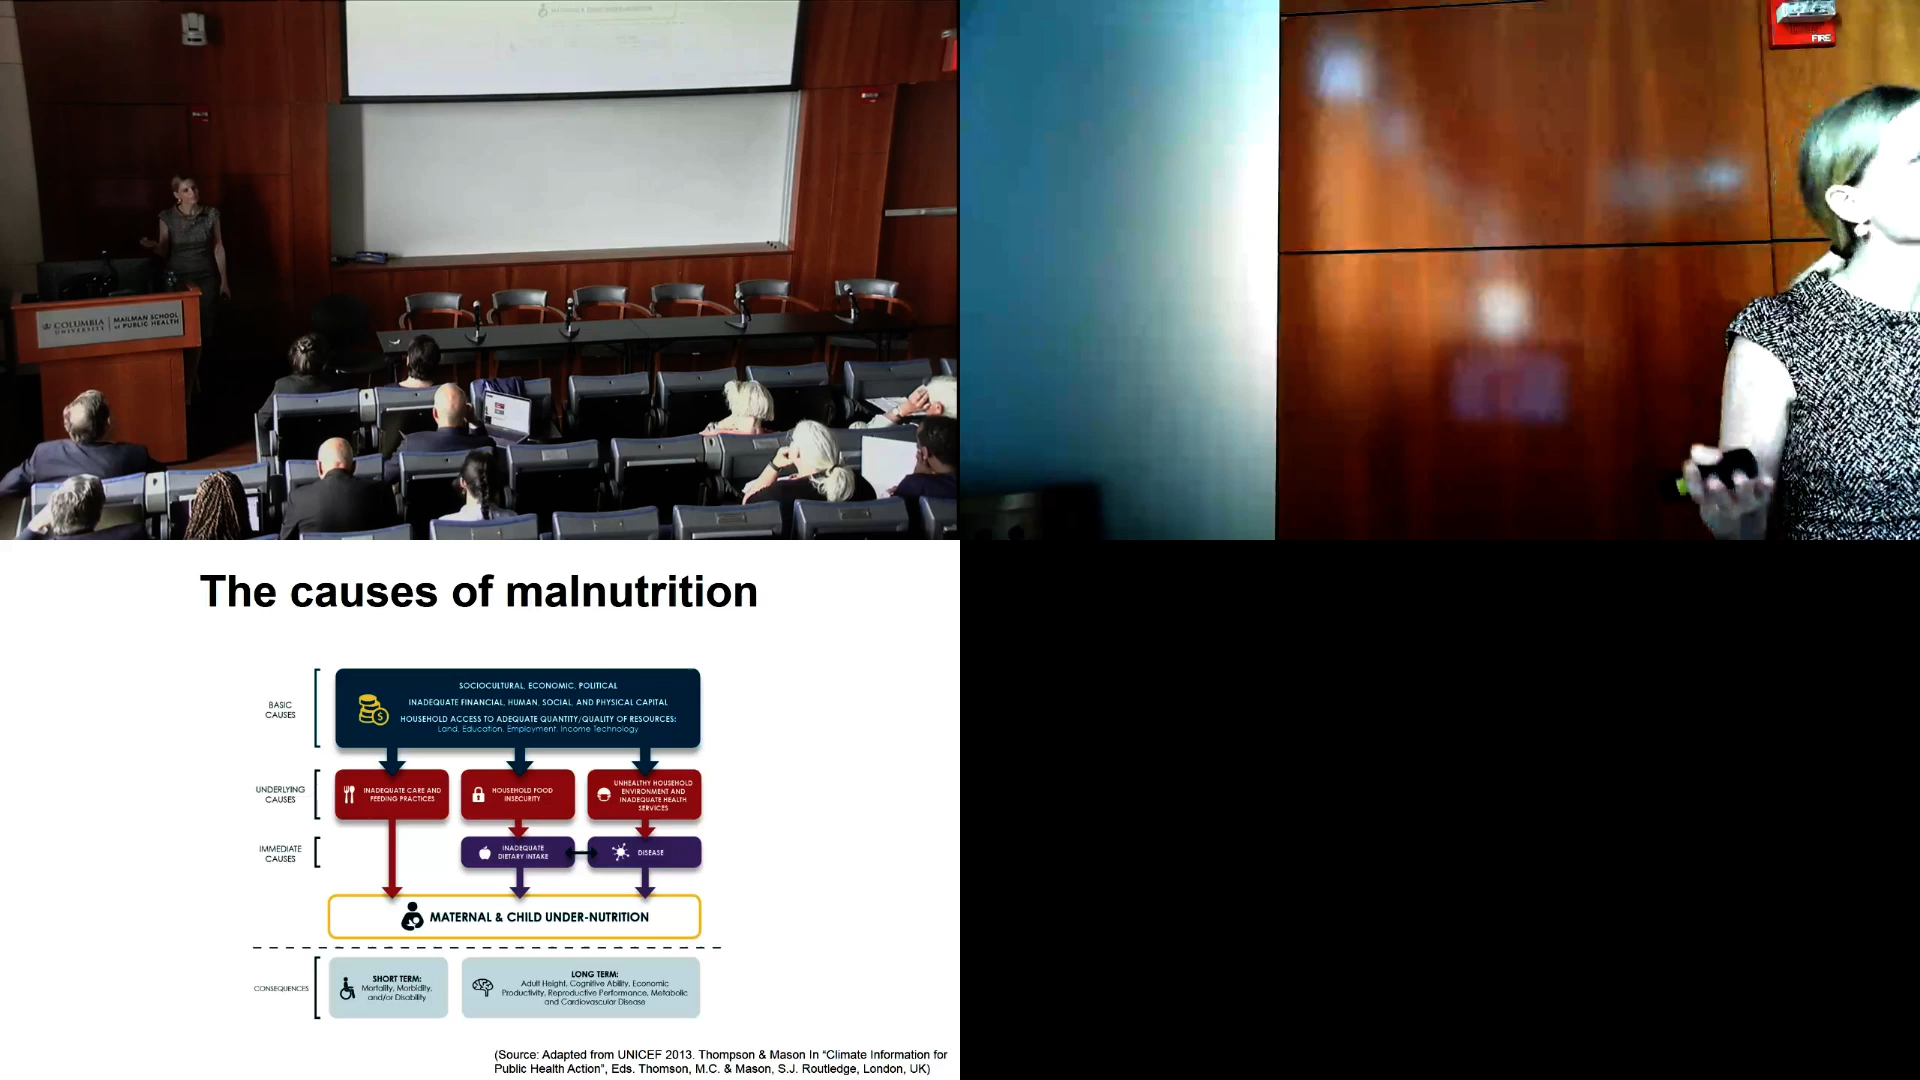 MATERNAL & CHILD UNDER-NUTRITION
FIRE
COLUMBIA
UNIVERSITY
MAILMAN SCHOOL
of PUBLIC HEALTH
The causes of malnutrition
BASIC
CAUSES
SOCIOCULTURAL, ECONOMIC, POLITICAL
INADEQUATE FINANCIAL, HUMAN, SOCIAL, AND PHYSICAL CAPITAL
HOUSEHOLD ACCESS TO ADEQUATE QUANTITY/QUALITY OF RESOURCES:
Land, Education, Employment, Income Technology
UNDERLYING
CAUSES
INADEQUATE CARE AND
FEEDING PRACTICES
HOUSEHOLD FOOD
INSECURITY
UNHEALTHY HOUSEHOLD
ENVIRONMENT AND
INADEQUATE HEALTH
SERVICES
IMMEDIATE
CAUSES
INADEQUATE
DIETARY INTAKE
DISEASE
MATERNAL & CHILD UNDER-NUTRITION
CONSEQUENCES
SHORT TERM:
Mortality, Morbidity,
and/or Disability
LONG TERM:
Adult Height, Cognitive Ability, Economic
Productivity, Reproductive Performance, Metabolic
and Cardiovascular Disease
(Source: Adapted from UNICEF 2013. Thompson & Mason In “Climate Information for
Public Health Action”, Eds. Thomson, M.C. & Mason, S.J. Routledge, London, UK)